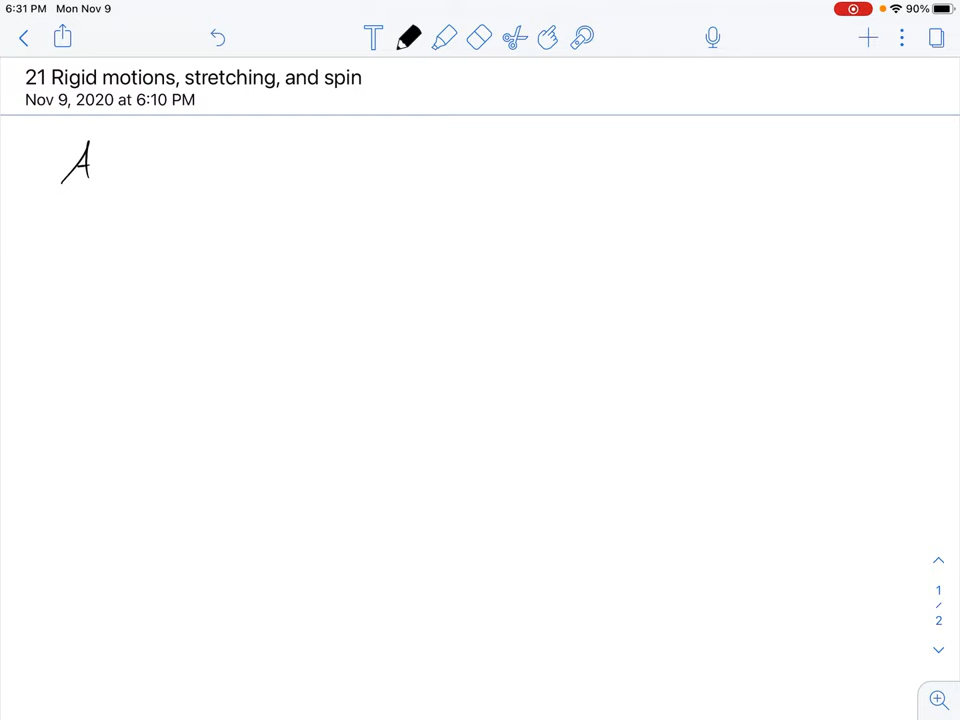 6:31 PM Mon Nov 9
90%
T
21 Rigid motions, stretching, and spin
Nov 9, 2020 at 6:10 PM
A
1
/
2